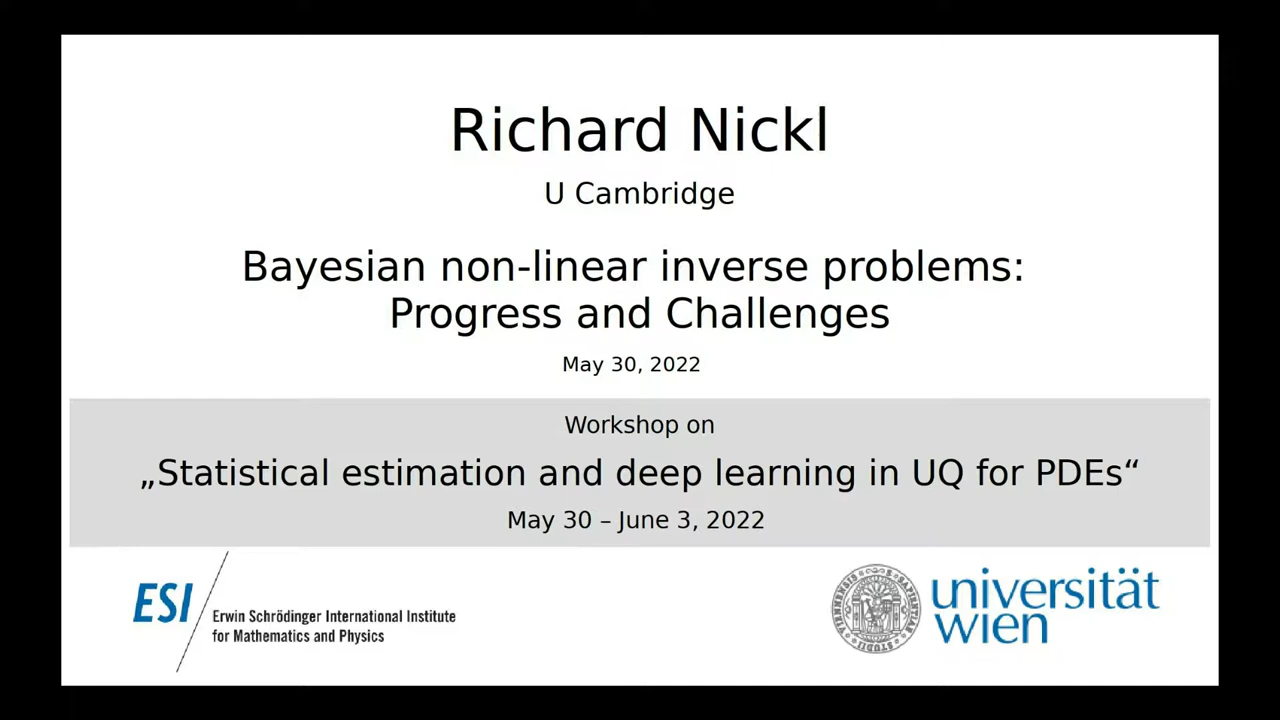 Richard Nickl
U Cambridge
Bayesian non-linear inverse problems:
Progress and Challenges
May 30, 2022
Workshop on
„Statistical estimation and deep learning in UQ for PDEs“
May 30 – June 3, 2022
ESI
Erwin Schrödinger International Institute
for Mathematics and Physics
universität
wien